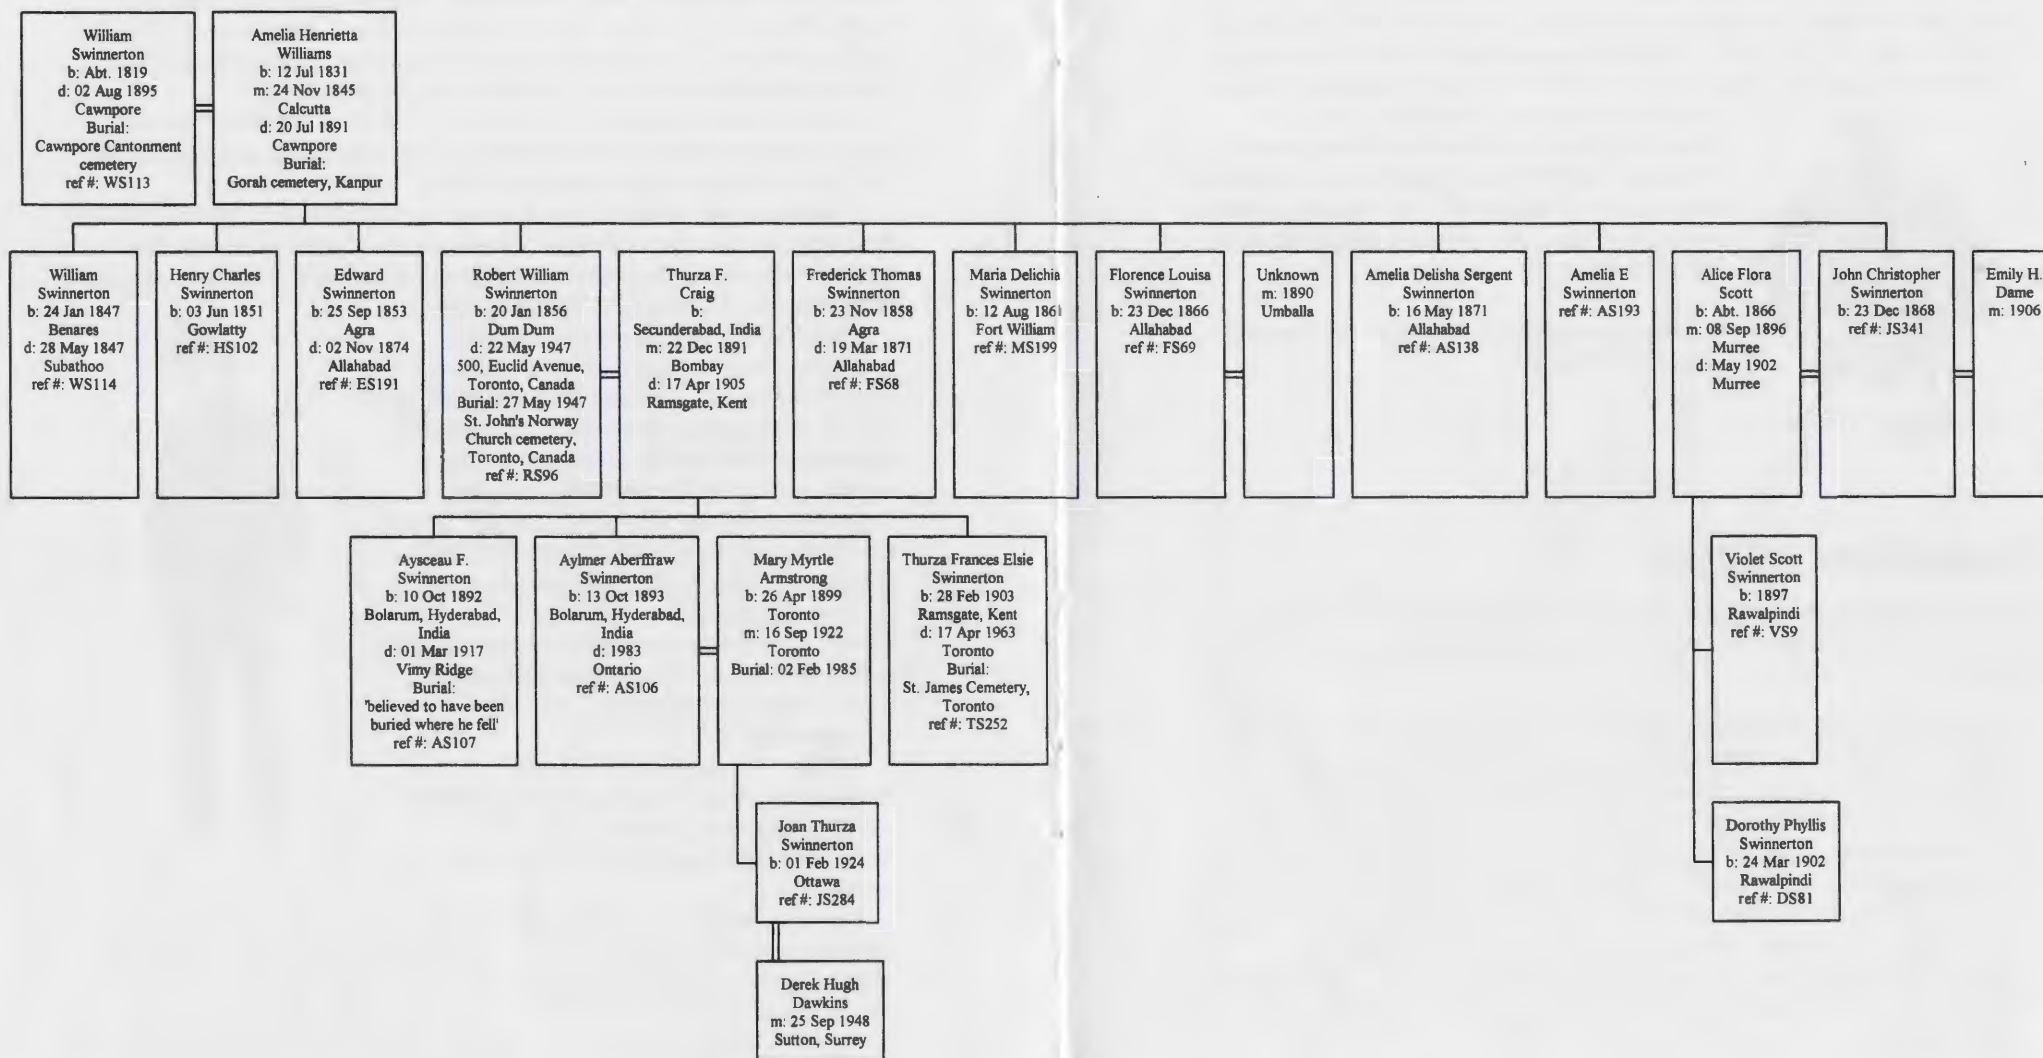 William
Swinnerton
b: Abt. 1819
d: 02 Aug 1895
Cawnpore
Burial:
Cawnpore Cantonment
cemetery
ref #: WS113
Amelia Henrietta
Williams
b: 12 Jul 1831
m: 24 Nov 1845
Calcutta
d: 20 Jul 1891
Cawnpore
Burial:
Gorah cemetery, Kanpur
William
Swinnerton
b: 24 Jan 1847
Benares
d: 28 May 1847
Subathoo
ref #: WS114
Henry Charles
Swinnerton
b: 03 Jun 1851
Gowlatty
ref #: HS102
Edward
Swinnerton
b: 25 Sep 1853
Agra
d: 02 Nov 1874
Allahabad
ref #: ES191
Robert William
Swinnerton
b: 20 Jan 1856
Dum Dum
d: 22 May 1947
500, Euclid Avenue,
Toronto, Canada
Burial: 27 May 1947
St. John's Norway
Church cemetery,
Toronto, Canada
ref #: RS96
Thurza F.
Craig
b:
Secunderabad, India
m: 22 Dec 1891
Bombay
d: 17 Apr 1905
Ramsgate, Kent
Frederick Thomas
Swinnerton
b: 23 Nov 1858
Agra
d: 19 Mar 1871
Allahabad
ref #: FS68
Maria Delichia
Swinnerton
b: 12 Aug 1861
Fort William
ref #: MS199
Florence Louisa
Swinnerton
b: 23 Dec 1866
Allahabad
ref #: FS69
Unknown
m: 1890
Umballa
Amelia Delisha Sergent
Swinnerton
b: 16 May 1871
Allahabad
ref #: AS138
Amelia E
Swinnerton
ref #: AS193
Alice Flora
Scott
b: Abt. 1866
m: 08 Sep 1896
Murree
d: May 1902
Murree
John Christopher
Swinnerton
b: 23 Dec 1868
ref #: JS341
Emily H.
Dame
m: 1906
Aysceau F.
Swinnerton
b: 10 Oct 1892
Bolarum, Hyderabad,
India
d: 01 Mar 1917
Vimy Ridge
Burial:
'believed to have been
buried where he fell'
ref #: AS107
Aylmer Aberffraw
Swinnerton
b: 13 Oct 1893
Bolarum, Hyderabad,
India
d: 1983
Ontario
ref #: AS106
Mary Myrtle
Armstrong
b: 26 Apr 1899
Toronto
m: 16 Sep 1922
Toronto
Burial: 02 Feb 1985
Thurza Frances Elsie
Swinnerton
b: 28 Feb 1903
Ramsgate, Kent
d: 17 Apr 1963
Toronto
Burial:
St. James Cemetery,
Toronto
ref #: TS252
Violet Scott
Swinnerton
b: 1897
Rawalpindi
ref #: VS9
Joan Thurza
Swinnerton
b: 01 Feb 1924
Ottawa
ref #: JS284
Dorothy Phyllis
Swinnerton
b: 24 Mar 1902
Rawalpindi
ref #: DS81
Derek Hugh
Dawkins
m: 25 Sep 1948
Sutton, Surrey